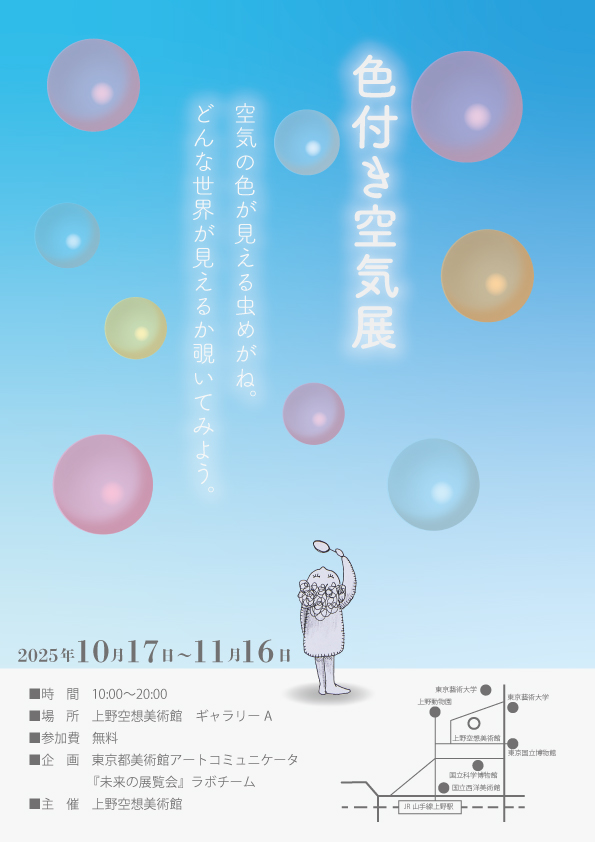 色付き空気展
空気の色が見える虫めがね。
どんな世界が見えるか覗いてみよう。
2025年10月17日～11月16日
■時　間　10:00～20:00
■場　所　上野空想美術館　ギャラリーA
■参加費　無料
■企　画　東京都美術館アートコミュニケータ
『未来の展覧会』ラボチーム
■主　催　上野空想美術館
東京藝術大学
上野動物園
東京藝術大学
上野空想美術館
東京国立博物館
国立科学博物館
国立西洋美術館
JR山手線上野駅